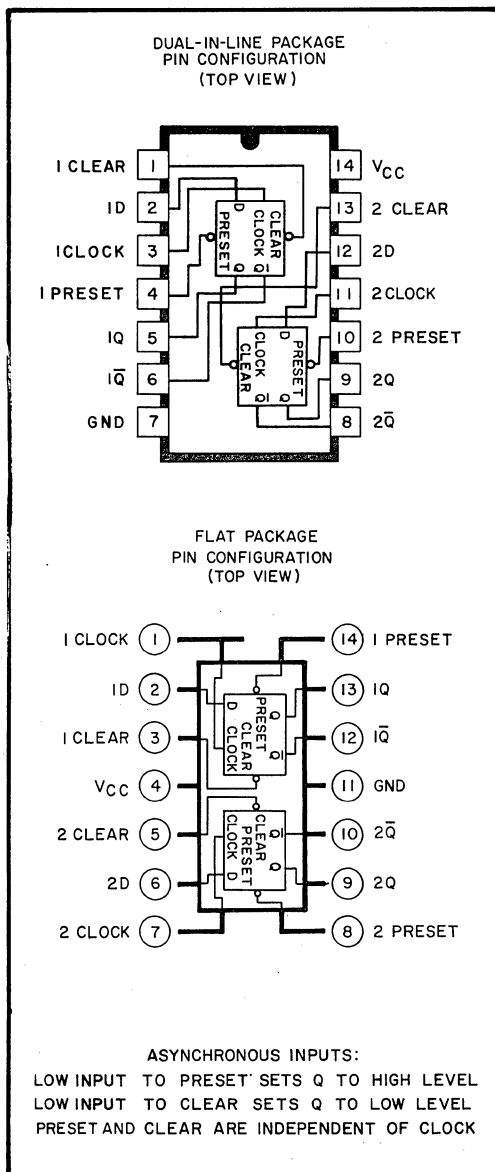 DUAL-IN-LINE PACKAGE
PIN CONFIGURATION
(TOP VIEW)
1 CLEAR 1 14 VCC
1D 2 13 2 CLEAR
1CLOCK 3 12 2D
1 PRESET 4 11 2 CLOCK
1Q 5 10 2 PRESET
1Q̅ 6 9 2Q
GND 7 8 2Q̅
D
CLEAR
CLOCK
PRESET
Q Q̅
D
PRESET
CLOCK
CLEAR
Q̅ Q
FLAT PACKAGE
PIN CONFIGURATION
(TOP VIEW)
1 CLOCK 1 14 1 PRESET
1D 2 13 1Q
1 CLEAR 3 12 1Q̅
VCC 4 11 GND
2 CLEAR 5 10 2Q̅
2D 6 9 2Q
2 CLOCK 7 8 2 PRESET
PRESET
D Q
CLEAR
CLOCK Q̅
CLEAR
CLOCK Q̅
PRESET
D Q
ASYNCHRONOUS INPUTS:
LOW INPUT TO PRESET SETS Q TO HIGH LEVEL
LOW INPUT TO CLEAR SETS Q TO LOW LEVEL
PRESET AND CLEAR ARE INDEPENDENT OF CLOCK